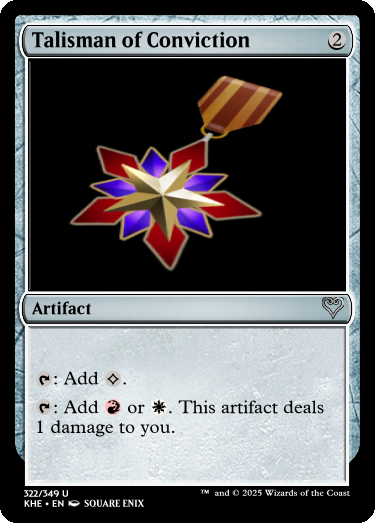 Talisman of Conviction 2
Artifact
: Add .
: Add or . This artifact deals
1 damage to you.
322/349 U
KHE • EN SQUARE ENIX
™ and © 2025 Wizards of the Coast